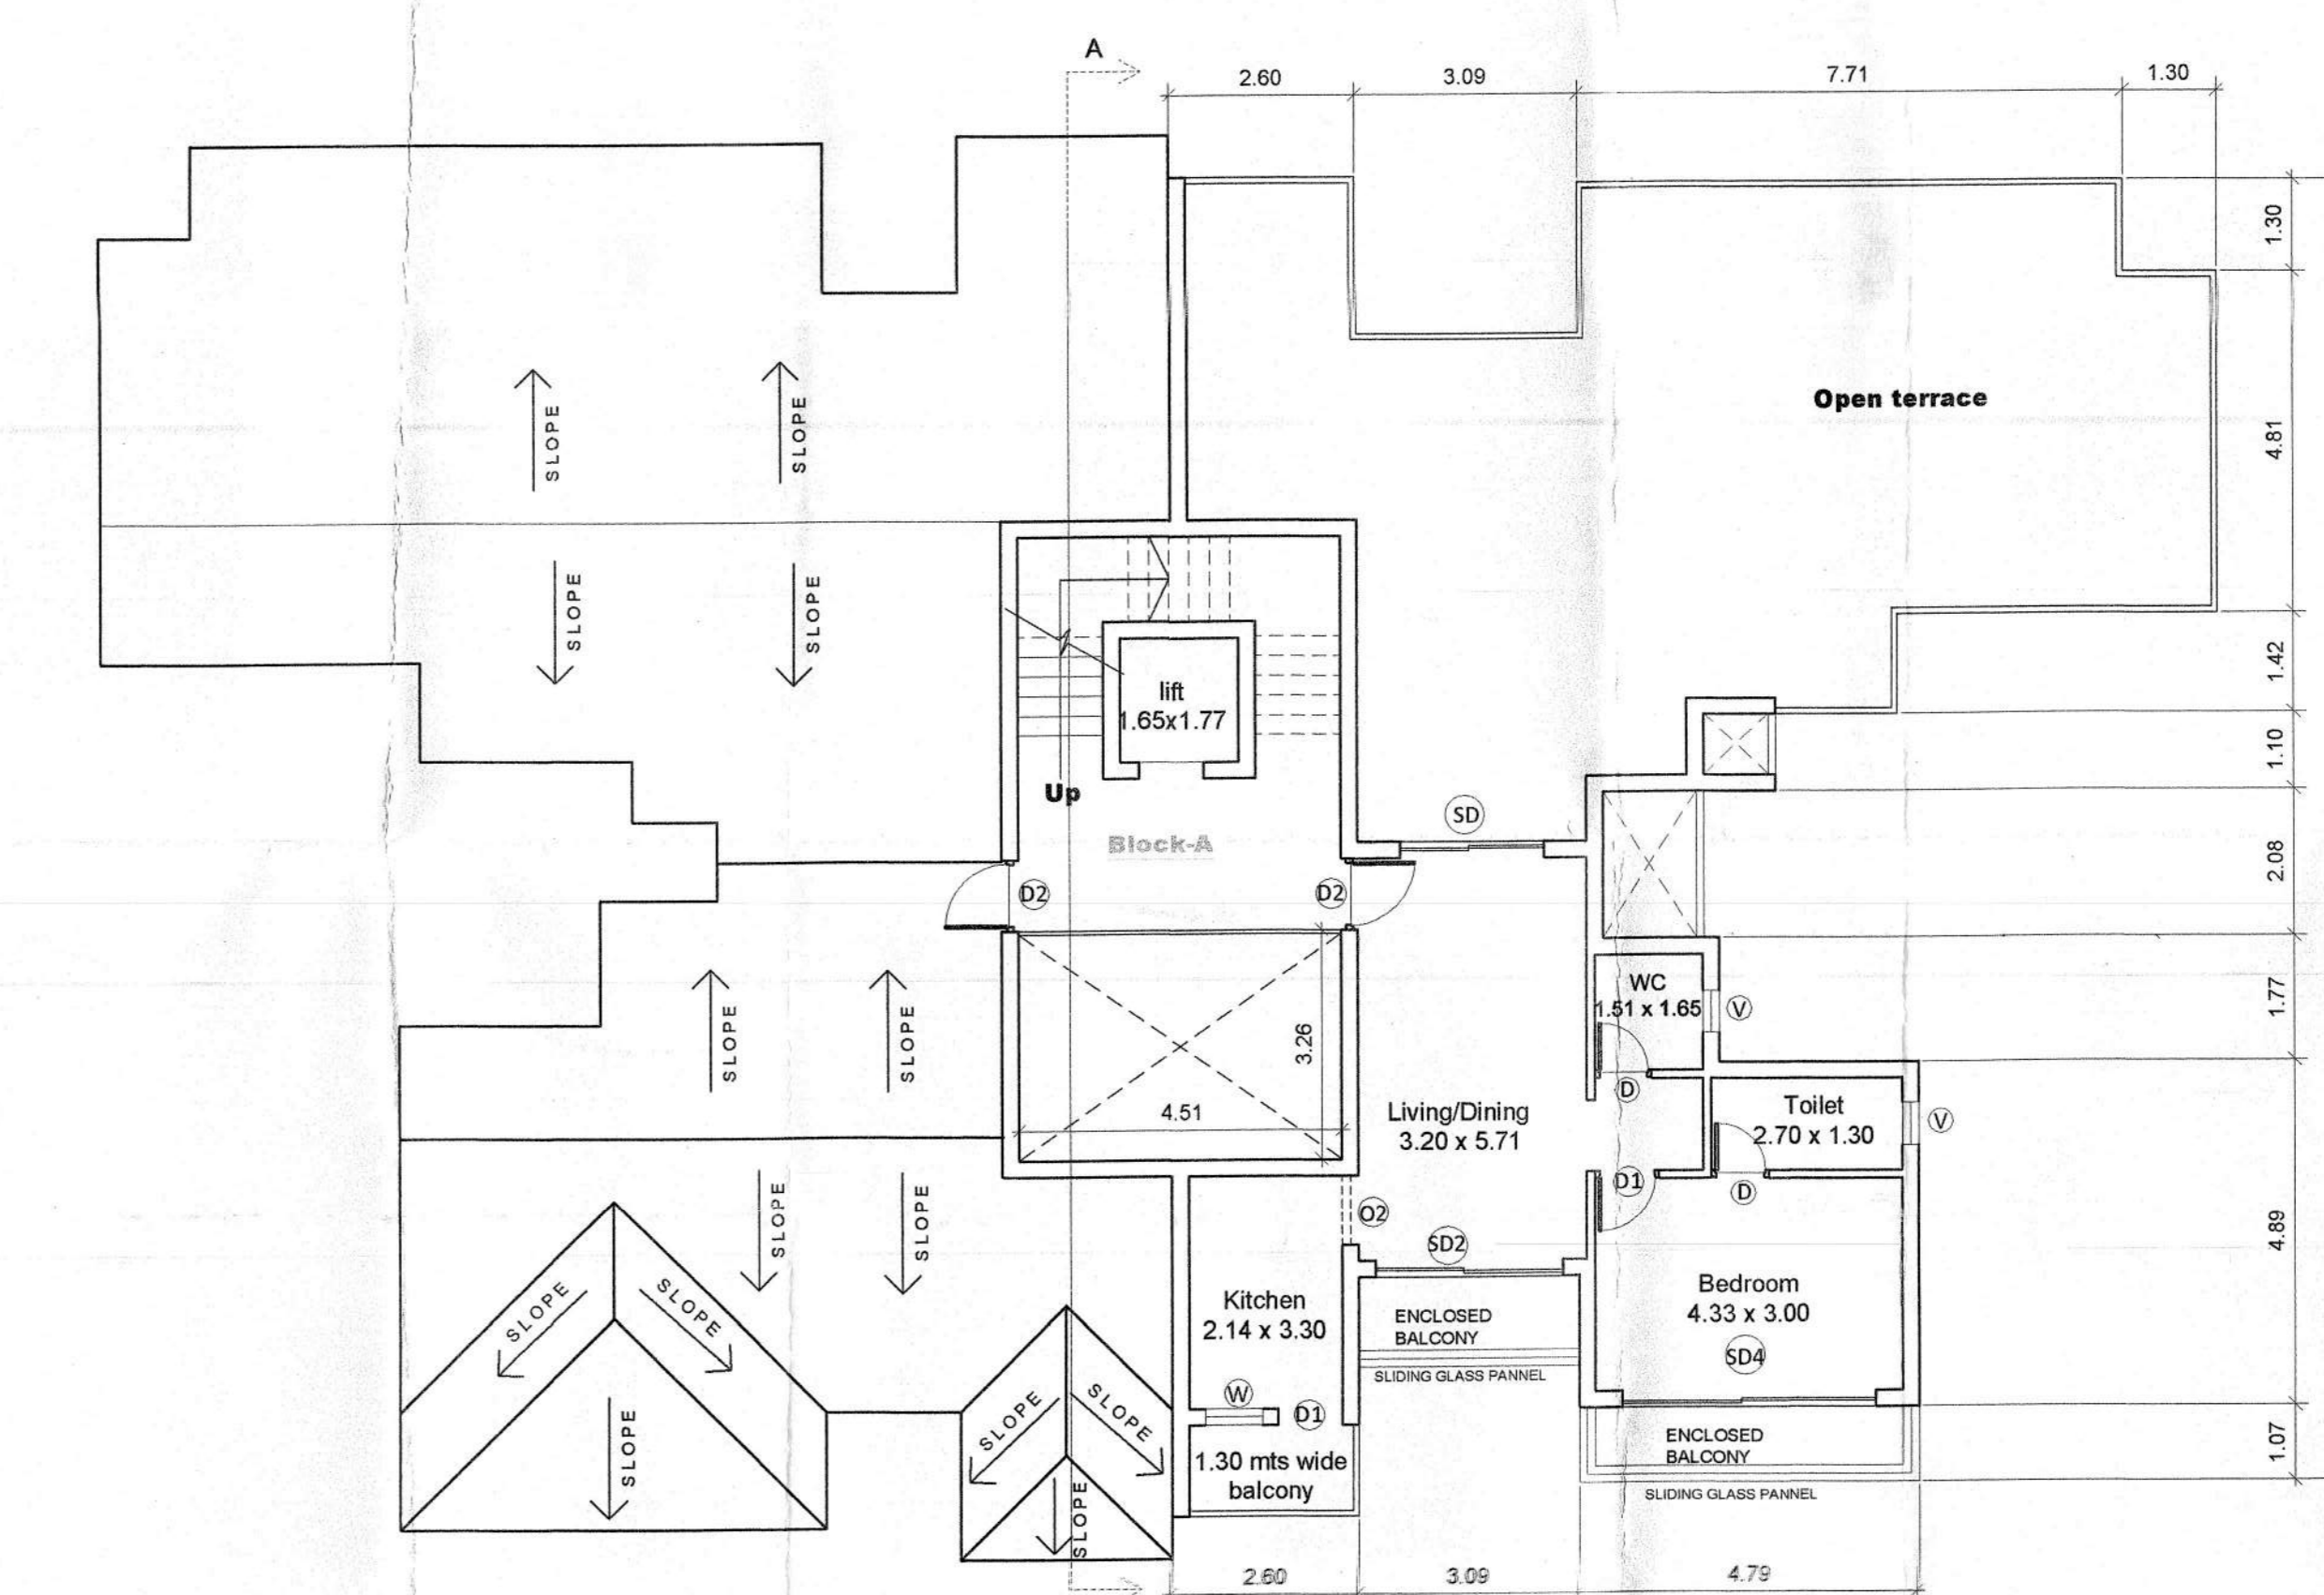 A
2.60
3.09
7.71
1.30
1.30
Open terrace
4.81
SLOPE
SLOPE
SLOPE
SLOPE
1.42
lift
1.65x1.77
1.10
Up
SD
Block-A
2.08
D2
D2
WC
1.51 x 1.65
V
1.77
SLOPE
SLOPE
3.26
4.51
D
Living/Dining
3.20 x 5.71
Toilet
2.70 x 1.30
V
D1
D
SLOPE
SLOPE
O2
SD2
4.89
SLOPE
SLOPE
Kitchen
2.14 x 3.30
ENCLOSED
BALCONY
SLIDING GLASS PANNEL
Bedroom
4.33 x 3.00
SD4
W
D1
SLOPE
SLOPE
SLOPE
SLOPE
1.30 mts wide
balcony
ENCLOSED
BALCONY
SLIDING GLASS PANNEL
1.07
2.60
3.09
4.79